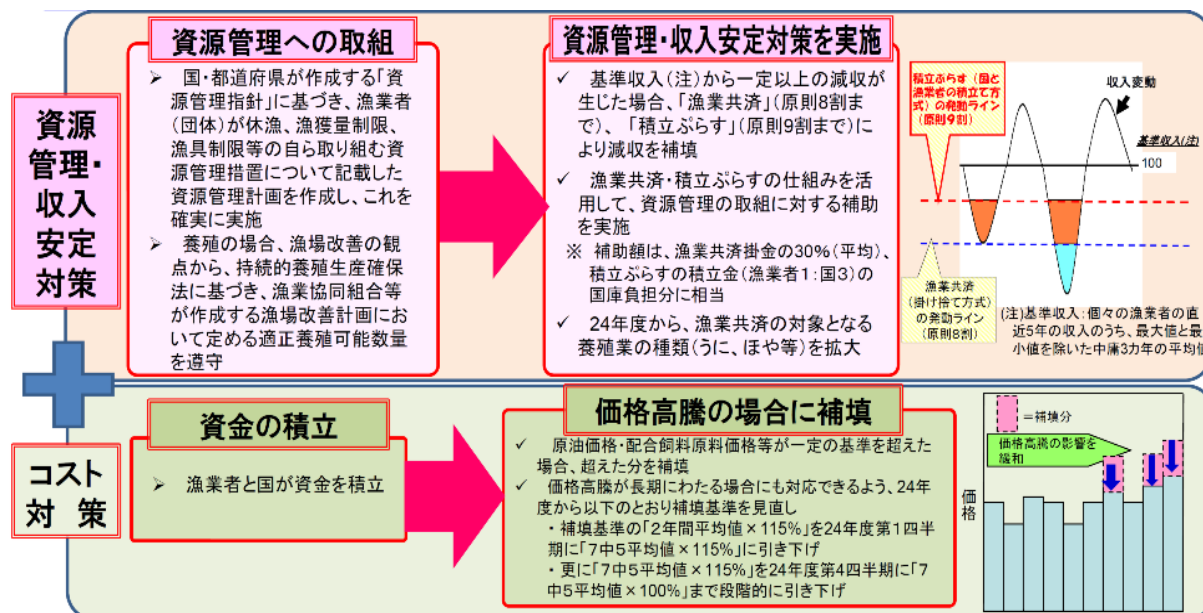 資源管理・
収入
安定
対策
資源管理への取組
➢ 国・都道府県が作成する「資
源管理指針」に基づき、漁業者
(団体)が休漁、漁獲量制限、
漁具制限等の自ら取り組む資
源管理措置について記載した
資源管理計画を作成し、これを
確実に実施
➢ 養殖の場合、漁場改善の観
点から、持続的養殖生産確保
法に基づき、漁業協同組合等
が作成する漁場改善計画にお
いて定める適正養殖可能数量
を遵守
資源管理・収入安定対策を実施
✓ 基準収入(注)から一定以上の減収が
生じた場合、「漁業共済」(原則8割ま
で)、「積立ぷらす」(原則9割まで)に
より減収を補填
✓ 漁業共済・積立ぷらすの仕組みを活
用して、資源管理の取組に対する補助
を実施
※ 補助額は、漁業共済掛金の30%(平均)、
積立ぷらすの積立金(漁業者1:国3)の
国庫負担分に相当
✓ 24年度から、漁業共済の対象となる
養殖業の種類(うに、ほや等)を拡大
積立ぷらす(国と
漁業者の積立て方
式)の発動ライン
(原則9割)
収入変動
基準収入(注)
100
漁業共済
(掛け捨て方式)
の発動ライン
(原則8割)
(注)基準収入:個々の漁業者の直
近5年の収入のうち、最大値と最
小値を除いた中庸3カ年の平均値
コスト
対 策
資金の積立
➢ 漁業者と国が資金を積立
価格高騰の場合に補填
✓ 原油価格・配合飼料原料価格等が一定の基準を超えた
場合、超えた分を補填
✓ 価格高騰が長期にわたる場合にも対応できるよう、24年
度から以下のとおり補填基準を見直し
・補填基準の「2年間平均値×115%」を24年度第1四半
期に「7中5平均値×115%」に引き下げ
・更に「7中5平均値×115%」を24年度第4四半期に「7
中5平均値×100%」まで段階的に引き下げ
=補填分
価格高騰の影響を
緩和
価格